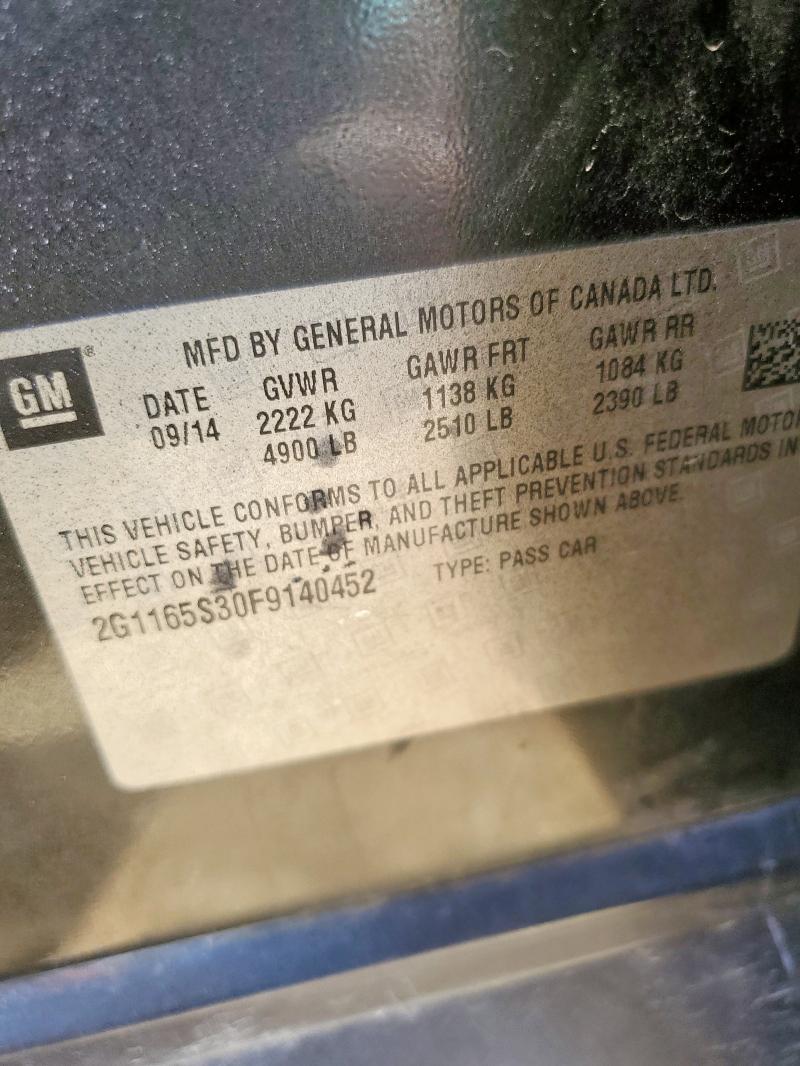 GM
®
MFD BY GENERAL MOTORS OF CANADA LTD.
DATE GVWR GAWR FRT GAWR RR
09/14 2222 KG 1138 KG 1084 KG
4900 LB 2510 LB 2390 LB
THIS VEHICLE CONFORMS TO ALL APPLICABLE U.S. FEDERAL MOTOR
VEHICLE SAFETY, BUMPER, AND THEFT PREVENTION STANDARDS IN
EFFECT ON THE DATE OF MANUFACTURE SHOWN ABOVE.
2G1165S30F9140452 TYPE: PASS CAR